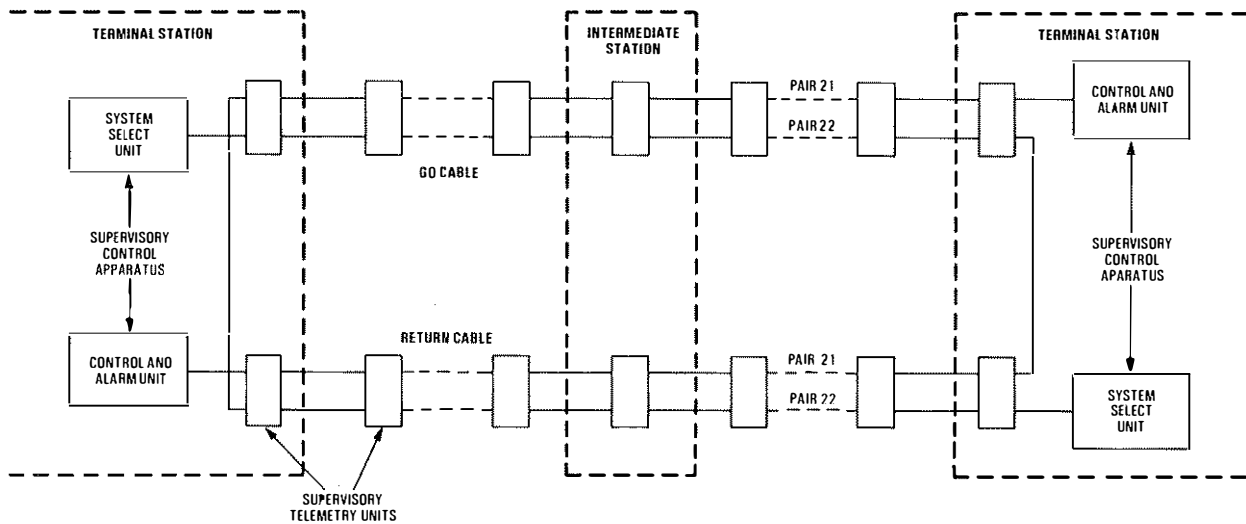 TERMINAL STATION
INTERMEDIATE
STATION
TERMINAL STATION
SYSTEM
SELECT
UNIT
PAIR 21
PAIR 22
CONTROL AND
ALARM UNIT
GO CABLE
SUPERVISORY
CONTROL
APPARATUS
SUPERVISORY
CONTROL
APPARATUS
RETURN CABLE
CONTROL AND
ALARM UNIT
PAIR 21
PAIR 22
SYSTEM
SELECT
UNIT
SUPERVISORY
TELEMETRY UNITS